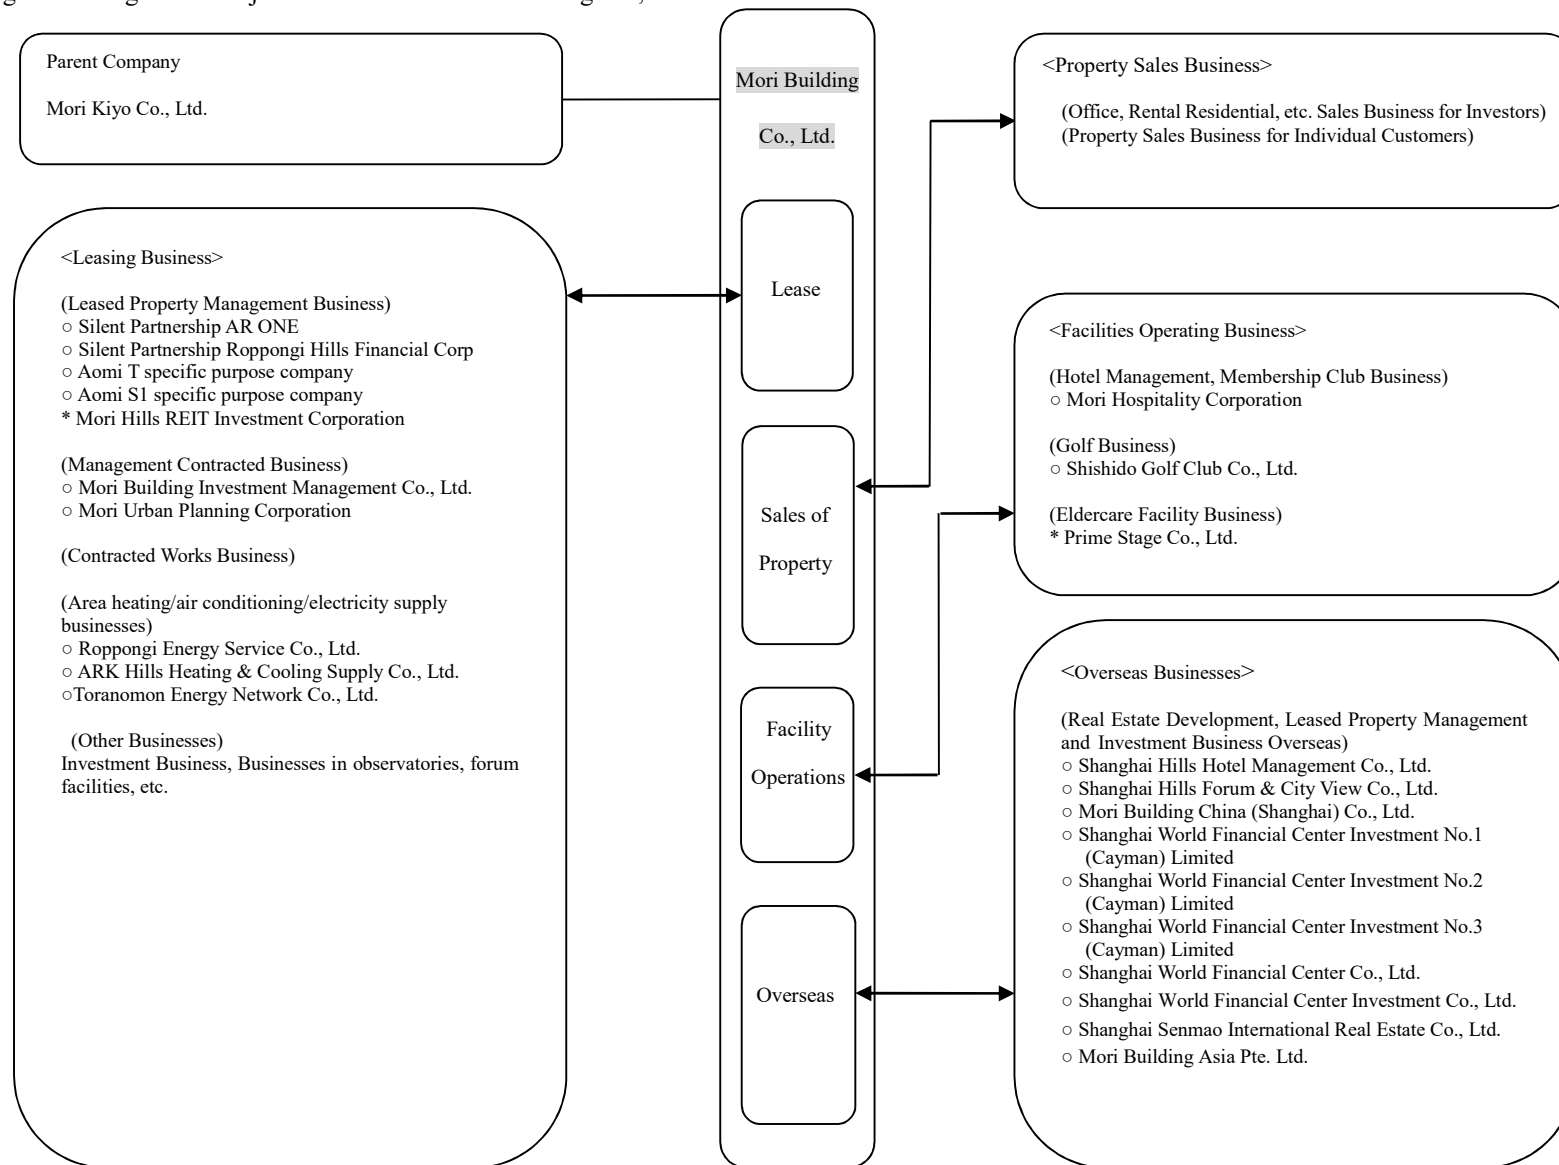 Parent Company
Mori Kiyo Co., Ltd.
<Leasing Business>
(Leased Property Management Business)
○ Silent Partnership AR ONE
○ Silent Partnership Roppongi Hills Financial Corp
○ Aomi T specific purpose company
○ Aomi S1 specific purpose company
* Mori Hills REIT Investment Corporation
(Management Contracted Business)
○ Mori Building Investment Management Co., Ltd.
○ Mori Urban Planning Corporation
(Contracted Works Business)
(Area heating/air conditioning/electricity supply
businesses)
○ Roppongi Energy Service Co., Ltd.
○ ARK Hills Heating & Cooling Supply Co., Ltd.
○Toranomon Energy Network Co., Ltd.
(Other Businesses)
Investment Business, Businesses in observatories, forum
facilities, etc.
Mori Building
Co., Ltd.
Lease
Sales of
Property
Facility
Operations
Overseas
<Property Sales Business>
(Office, Rental Residential, etc. Sales Business for Investors)
(Property Sales Business for Individual Customers)
<Facilities Operating Business>
(Hotel Management, Membership Club Business)
○ Mori Hospitality Corporation
(Golf Business)
○ Shishido Golf Club Co., Ltd.
(Eldercare Facility Business)
* Prime Stage Co., Ltd.
<Overseas Businesses>
(Real Estate Development, Leased Property Management
and Investment Business Overseas)
○ Shanghai Hills Hotel Management Co., Ltd.
○ Shanghai Hills Forum & City View Co., Ltd.
○ Mori Building China (Shanghai) Co., Ltd.
○ Shanghai World Financial Center Investment No.1
(Cayman) Limited
○ Shanghai World Financial Center Investment No.2
(Cayman) Limited
○ Shanghai World Financial Center Investment No.3
(Cayman) Limited
○ Shanghai World Financial Center Co., Ltd.
○ Shanghai World Financial Center Investment Co., Ltd.
○ Shanghai Senmao International Real Estate Co., Ltd.
○ Mori Building Asia Pte. Ltd.